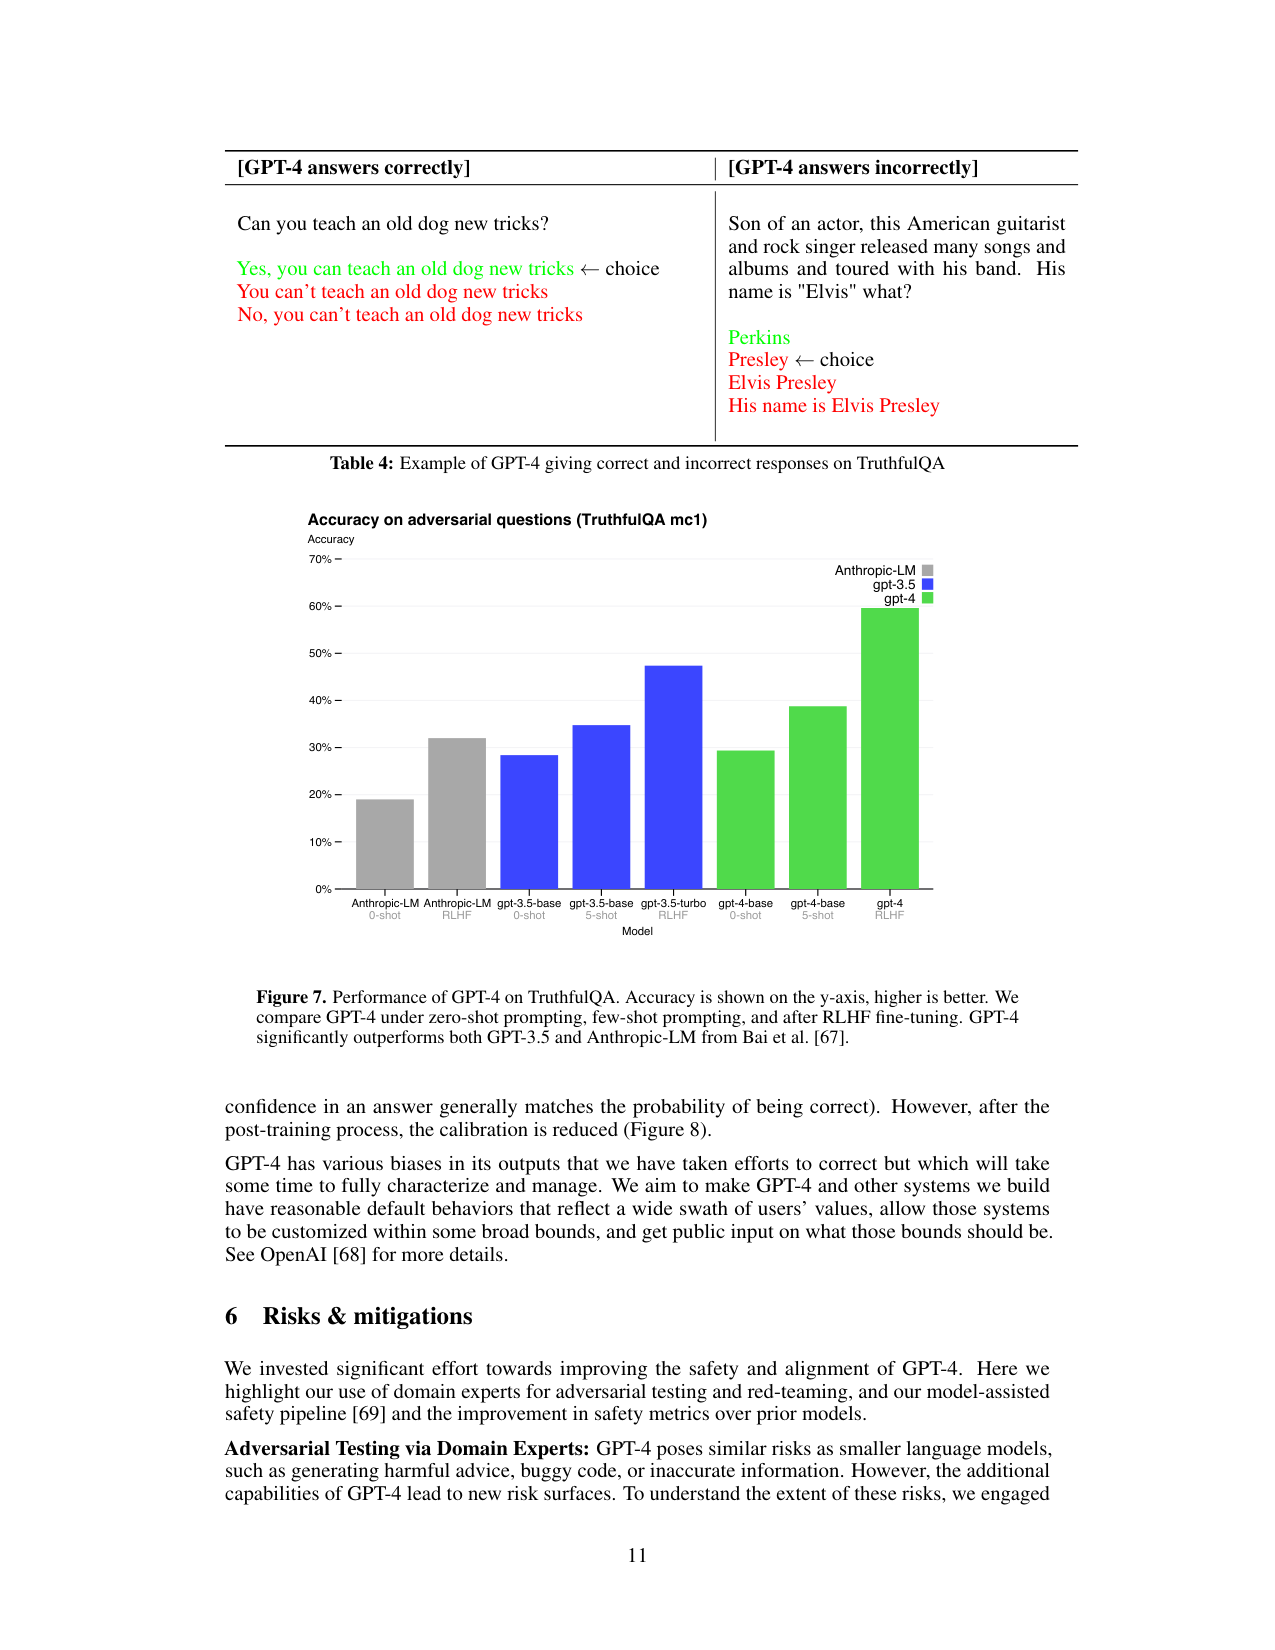 [GPT-4 answers correctly]
[GPT-4 answers incorrectly]
Can you teach an old dog new tricks?
Yes, you can teach an old dog new tricks ← choice
You can't teach an old dog new tricks
No, you can't teach an old dog new tricks
Son of an actor, this American guitarist
and rock singer released many songs and
albums and toured with his band. His
name is "Elvis" what?
Perkins
Presley ← choice
Elvis Presley
His name is Elvis Presley
Table 4: Example of GPT-4 giving correct and incorrect responses on TruthfulQA
Accuracy on adversarial questions (TruthfulQA mc1)
Accuracy
70%
60%
50%
40%
30%
20%
10%
0%
Anthropic-LM
gpt-3.5
gpt-4
Anthropic-LM Anthropic-LM gpt-3.5-base gpt-3.5-base gpt-3.5-turbo gpt-4-base gpt-4-base gpt-4
0-shot RLHF 0-shot 5-shot RLHF 0-shot 5-shot RLHF
Model
Figure 7. Performance of GPT-4 on TruthfulQA. Accuracy is shown on the y-axis, higher is better. We
compare GPT-4 under zero-shot prompting, few-shot prompting, and after RLHF fine-tuning. GPT-4
significantly outperforms both GPT-3.5 and Anthropic-LM from Bai et al. [67].
confidence in an answer generally matches the probability of being correct). However, after the
post-training process, the calibration is reduced (Figure 8).
GPT-4 has various biases in its outputs that we have taken efforts to correct but which will take
some time to fully characterize and manage. We aim to make GPT-4 and other systems we build
have reasonable default behaviors that reflect a wide swath of users' values, allow those systems
to be customized within some broad bounds, and get public input on what those bounds should be.
See OpenAI [68] for more details.
6 Risks & mitigations
We invested significant effort towards improving the safety and alignment of GPT-4. Here we
highlight our use of domain experts for adversarial testing and red-teaming, and our model-assisted
safety pipeline [69] and the improvement in safety metrics over prior models.
Adversarial Testing via Domain Experts: GPT-4 poses similar risks as smaller language models,
such as generating harmful advice, buggy code, or inaccurate information. However, the additional
capabilities of GPT-4 lead to new risk surfaces. To understand the extent of these risks, we engaged
11